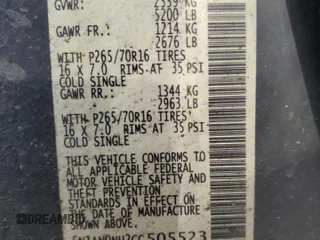 GVWR: 2359 KG
5200 LB
GAWR FR.: 1214 KG
2676 LB
WITH P265/70R16 TIRES
16 X 7.0 RIMS AT 35 PSI
COLD SINGLE
GAWR RR.: 1344 KG
2963 LB
WITH P265/70R16 TIRES
16 X 7.0 RIMS AT 35 PSI
COLD SINGLE
THIS VEHICLE CONFORMS TO
ALL APPLICABLE FEDERAL
MOTOR VEHICLE SAFETY AND
THEFT PREVENTION
STANDARDS IN EFFECT ON
THE DATE OF MANUFACTURE